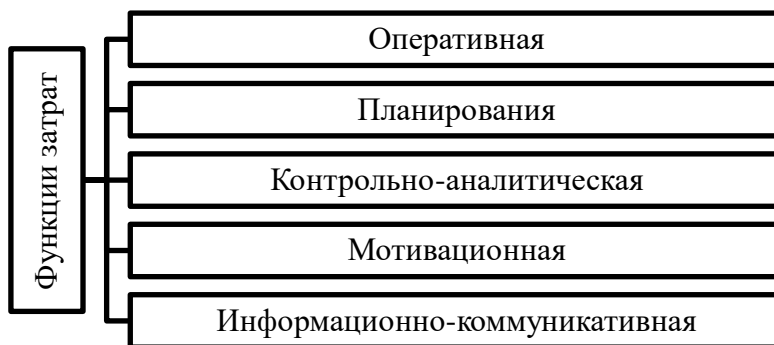 Функции затрат
Оперативная
Планирования
Контрольно-аналитическая
Мотивационная
Информационно-коммуникативная